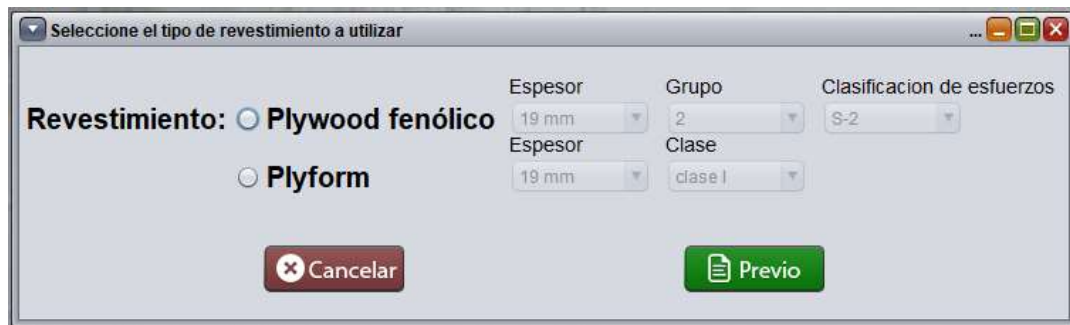 Seleccione el tipo de revestimiento a utilizar ...
Espesor Grupo Clasificacion de esfuerzos
Revestimiento: Plywood fenólico 19 mm 2 S-2
Espesor Clase
Plyform 19 mm clase I
Cancelar Previo